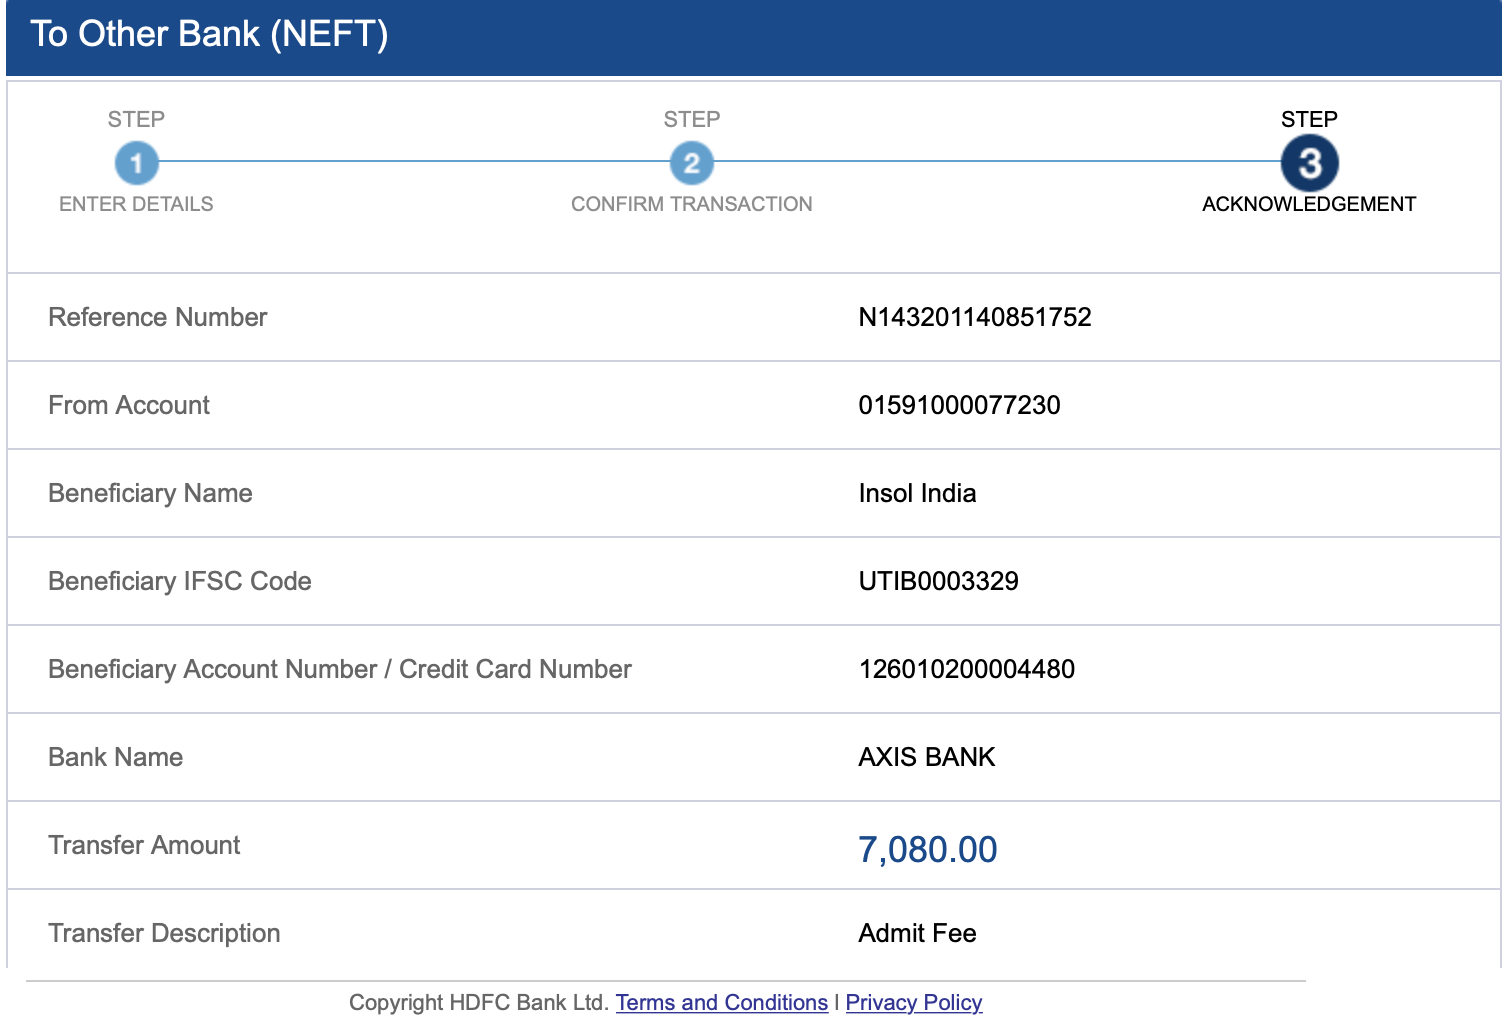 To Other Bank (NEFT)
STEP STEP STEP
1 2 3
ENTER DETAILS CONFIRM TRANSACTION ACKNOWLEDGEMENT
Reference Number N143201140851752
From Account 01591000077230
Beneficiary Name Insol India
Beneficiary IFSC Code UTIB0003329
Beneficiary Account Number / Credit Card Number 126010200004480
Bank Name AXIS BANK
Transfer Amount 7,080.00
Transfer Description Admit Fee
Copyright HDFC Bank Ltd. Terms and Conditions | Privacy Policy